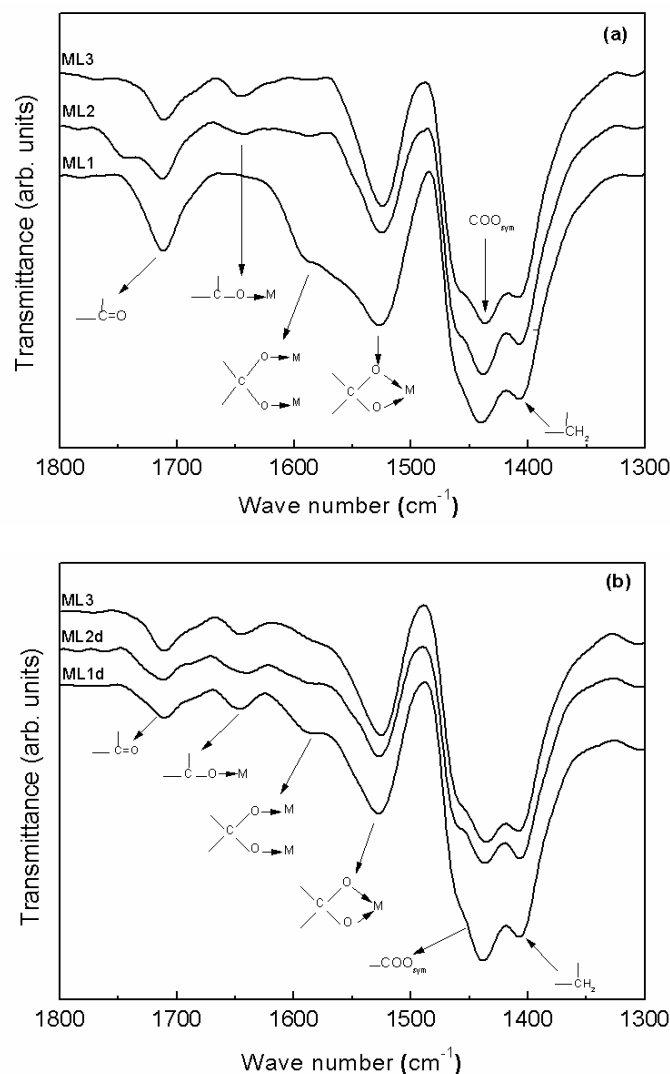 (a)
ML3
ML2
ML1
Transmittance (arb. units)
COOsym
C=O
C O M
O M
C
O M
O
C M
O
CH2
1800 1700 1600 1500 1400 1300
Wave number (cm-1)
(b)
ML3
ML2d
ML1d
Transmittance (arb. units)
C=O
C O M
O M
C
O M
O
C M
O
COOsym
CH2
1800 1700 1600 1500 1400 1300
Wave number (cm-1)